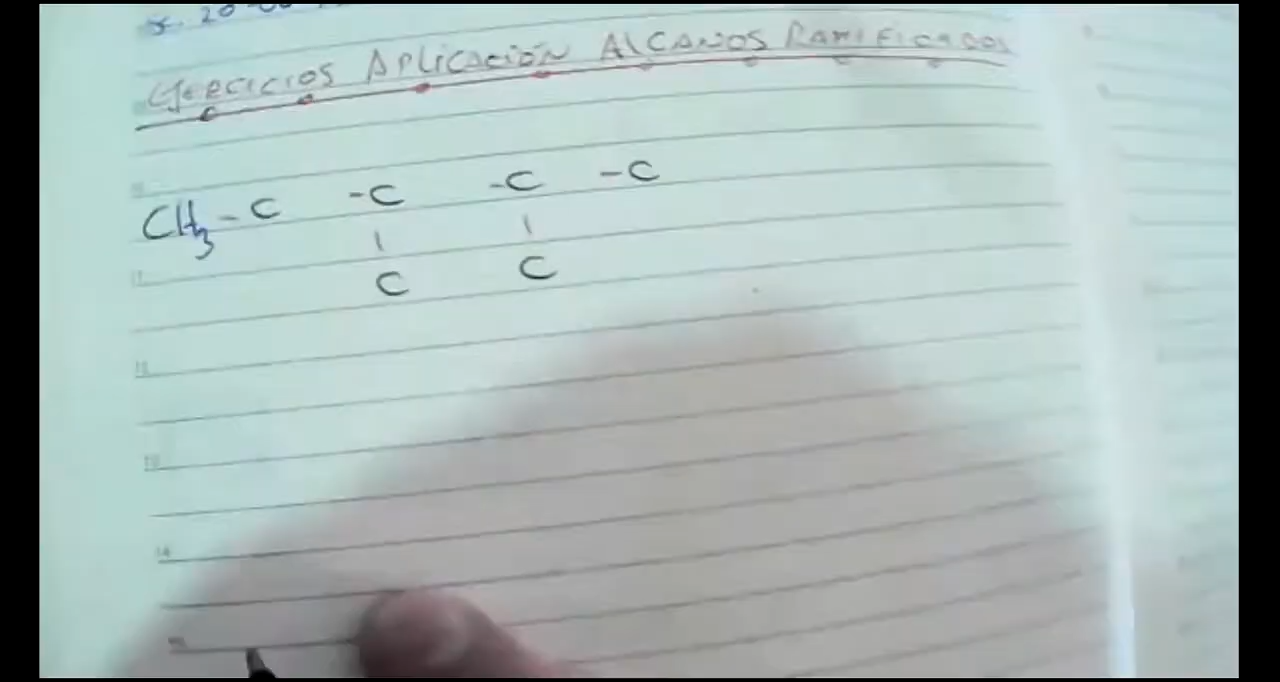 EJERCICIOS APLICACIÓN ALCANOS RAMIFICADOS
CH3 - C - C - C - C
C C